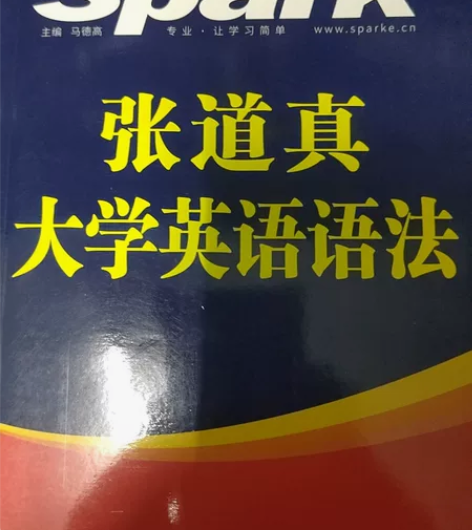 Spark
主编 马德高 专业·让学习简单 www.sparke.cn
张道真
大学英语语法